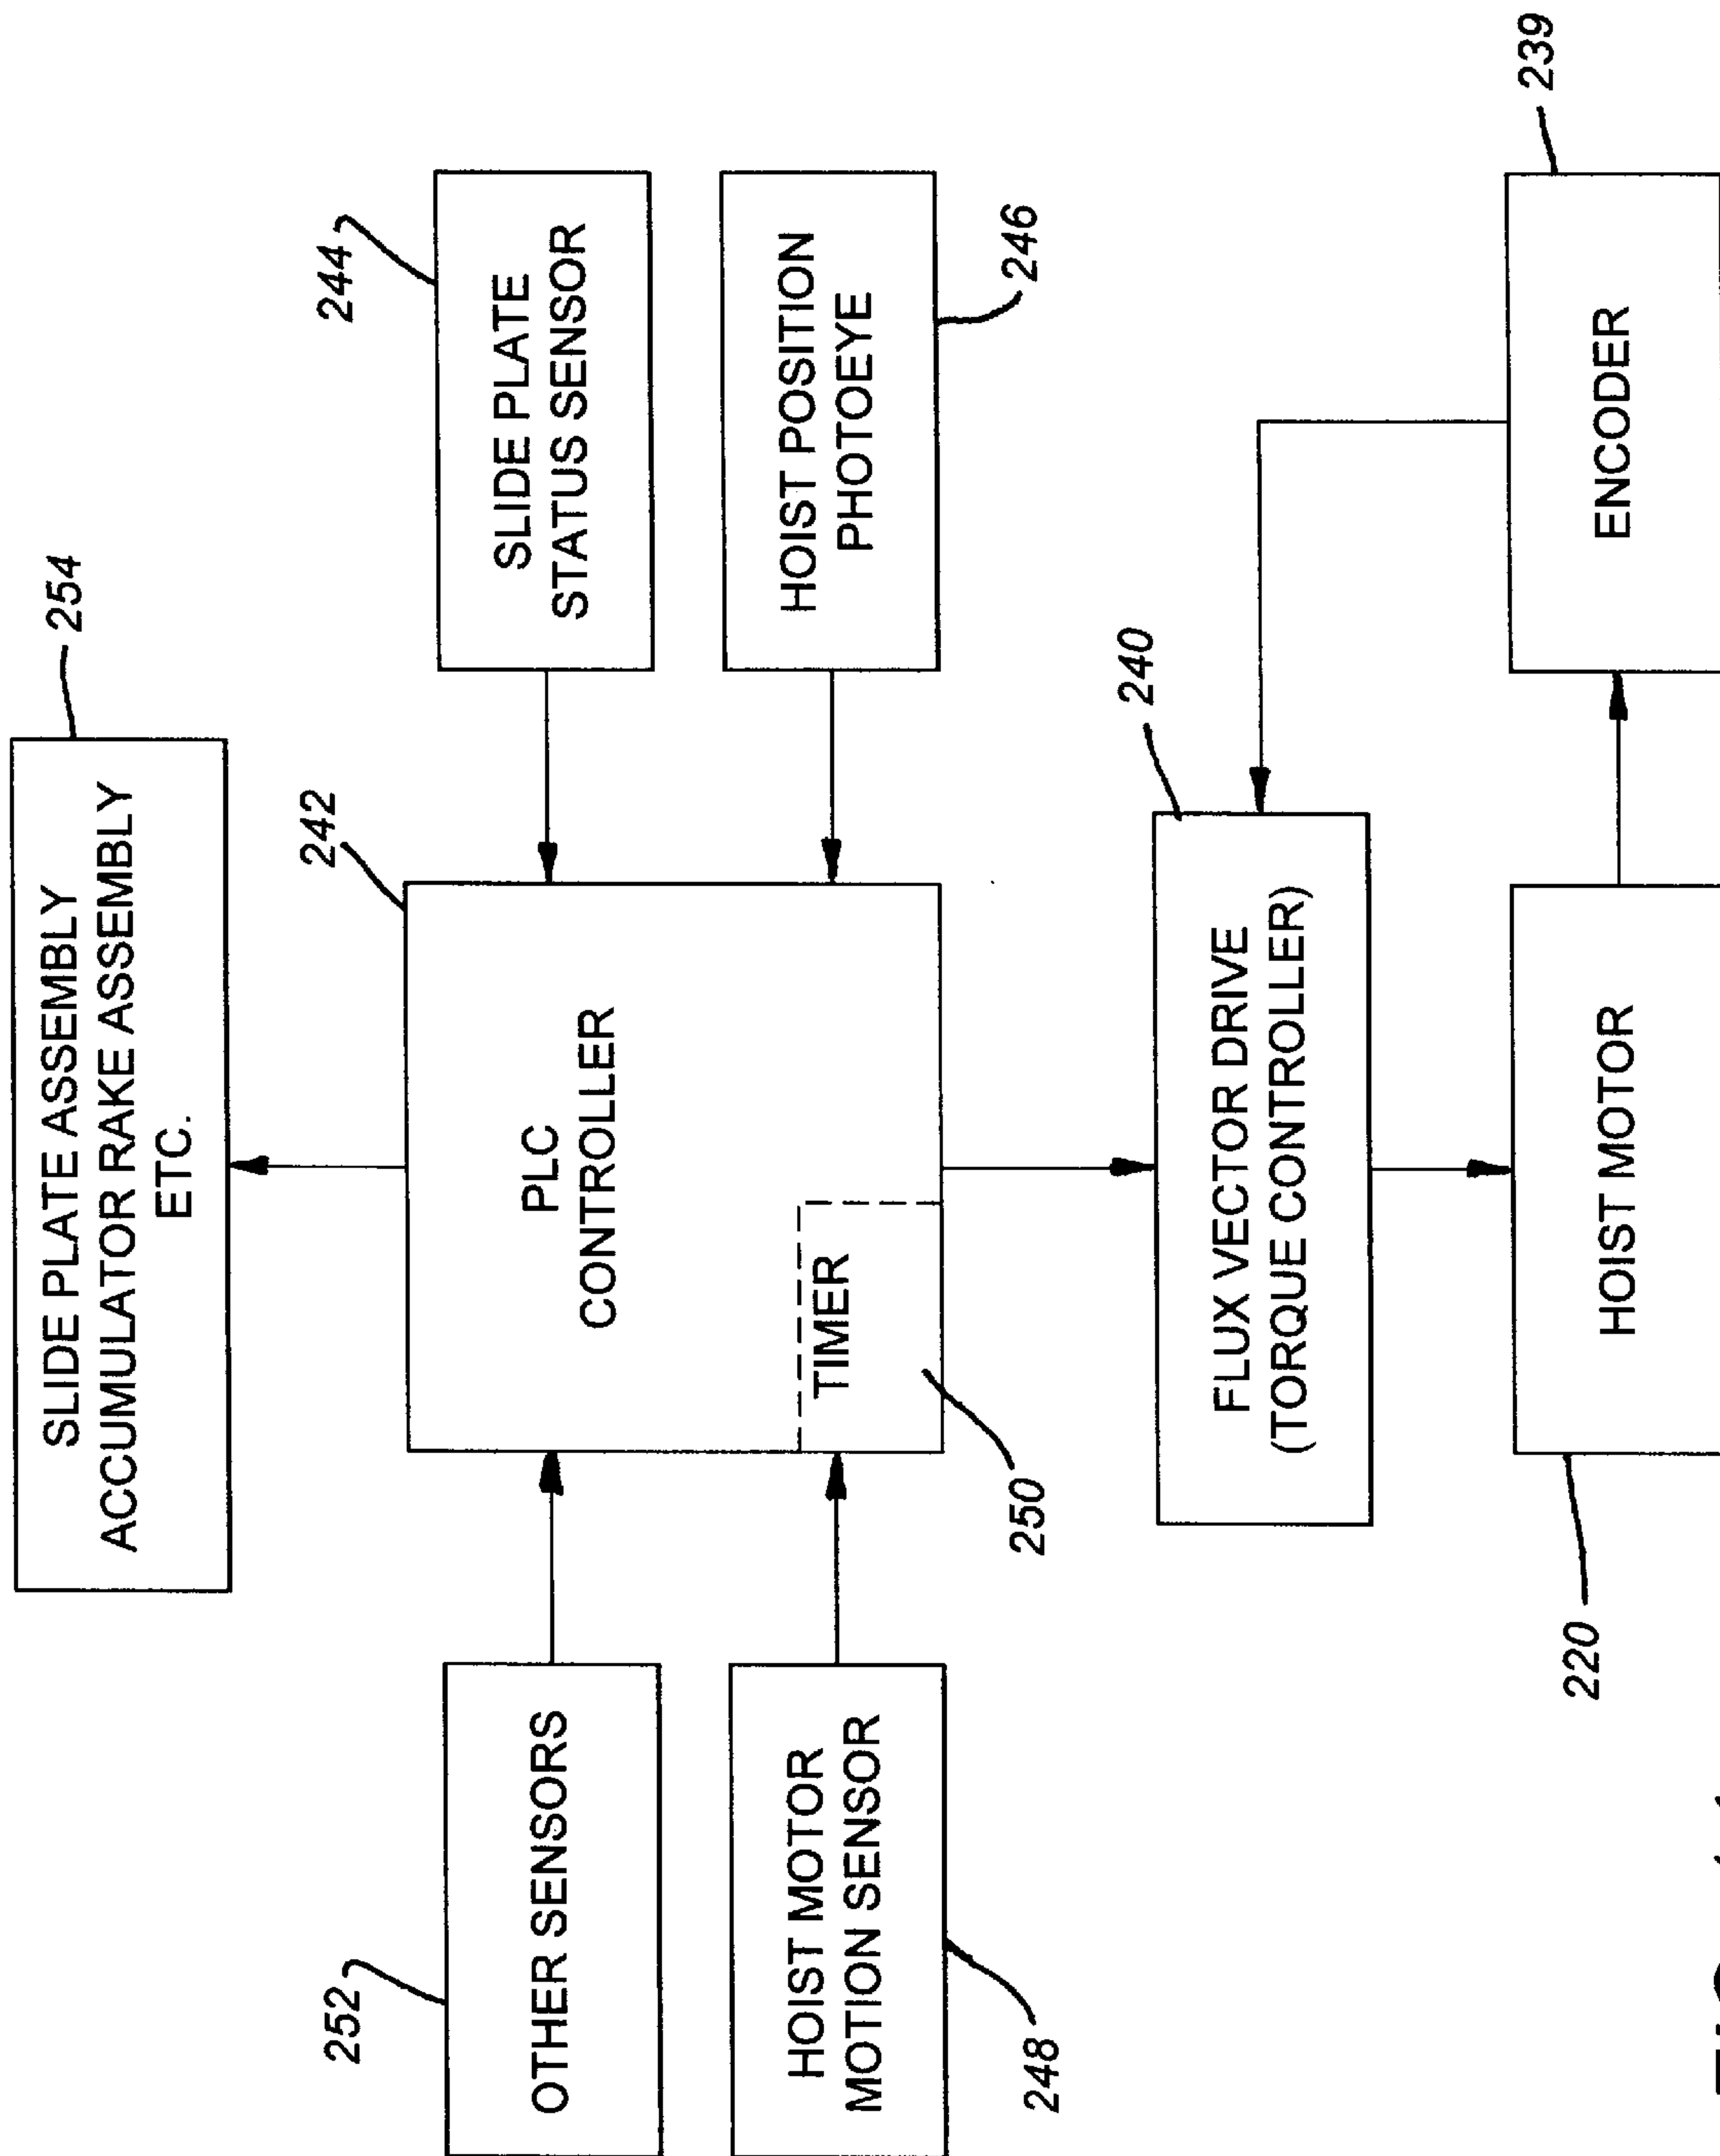 254
SLIDE PLATE ASSEMBLY
ACCUMULATOR RAKE ASSEMBLY
ETC.
252
OTHER SENSORS
242
PLC
CONTROLLER
TIMER
250
244
SLIDE PLATE
STATUS SENSOR
HOIST MOTOR
MOTION SENSOR
248
HOIST POSITION
PHOTOEYE
246
240
FLUX VECTOR DRIVE
(TORQUE CONTROLLER)
220
HOIST MOTOR
ENCODER
239